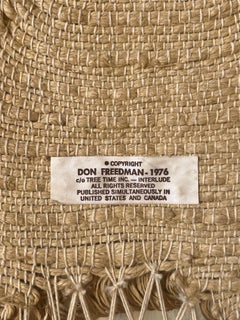 © COPYRIGHT
DON FREEDMAN - 1976
c/o TREE TIME INC. — INTERLUDE
ALL RIGHTS RESERVED
PUBLISHED SIMULTANEOUSLY IN
UNITED STATES AND CANADA